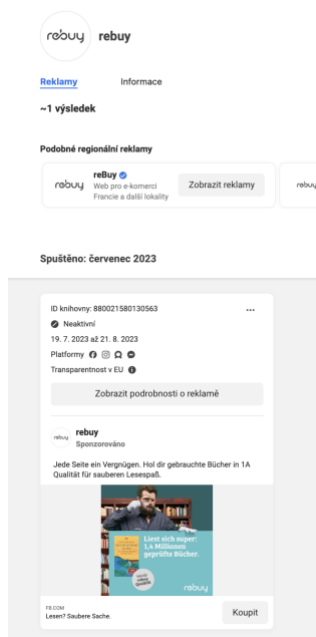 rebuy
rebuy
Reklamy
Informace
~1 výsledek
Podobné regionální reklamy
rebuy
reBuy
Web pro e-komerci
Francie a další lokality
Zobrazit reklamy
rebuy
Spuštěno: červenec 2023
ID knihovny: 880021580130563
Neaktivní
19. 7. 2023 až 21. 8. 2023
Platformy
Transparentnost v EU
Zobrazit podrobnosti o reklamě
rebuy
rebuy
Sponzorováno
Jede Seite ein Vergnügen. Hol dir gebrauchte Bücher in 1A
Qualität für sauberen Lesespaß.
Liest sich super:
1,4 Millionen
geprüfte Bücher.
rebuy
FB.COM
Lesen? Saubere Sache.
Koupit